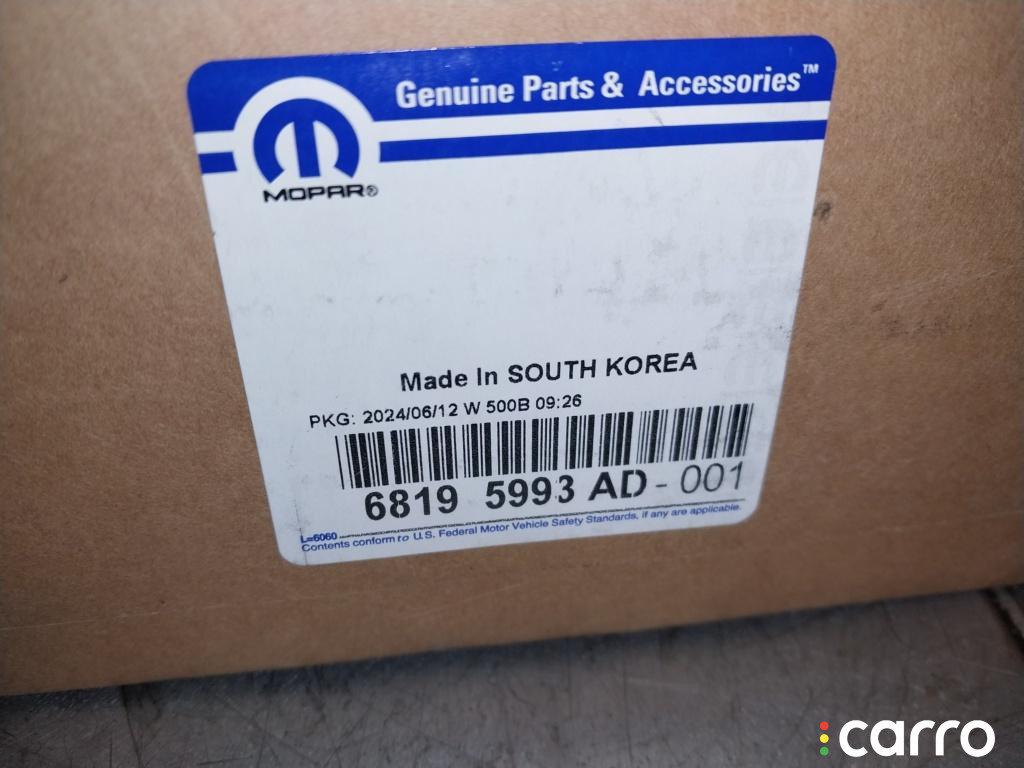 Genuine Parts & Accessories™
MOPAR®
Made In SOUTH KOREA
PKG: 2024/06/12 W 500B 09:26
6819 5993 AD - 001
L=6060
Contents conform to U.S. Federal Motor Vehicle Safety Standards, if any are applicable.
carro